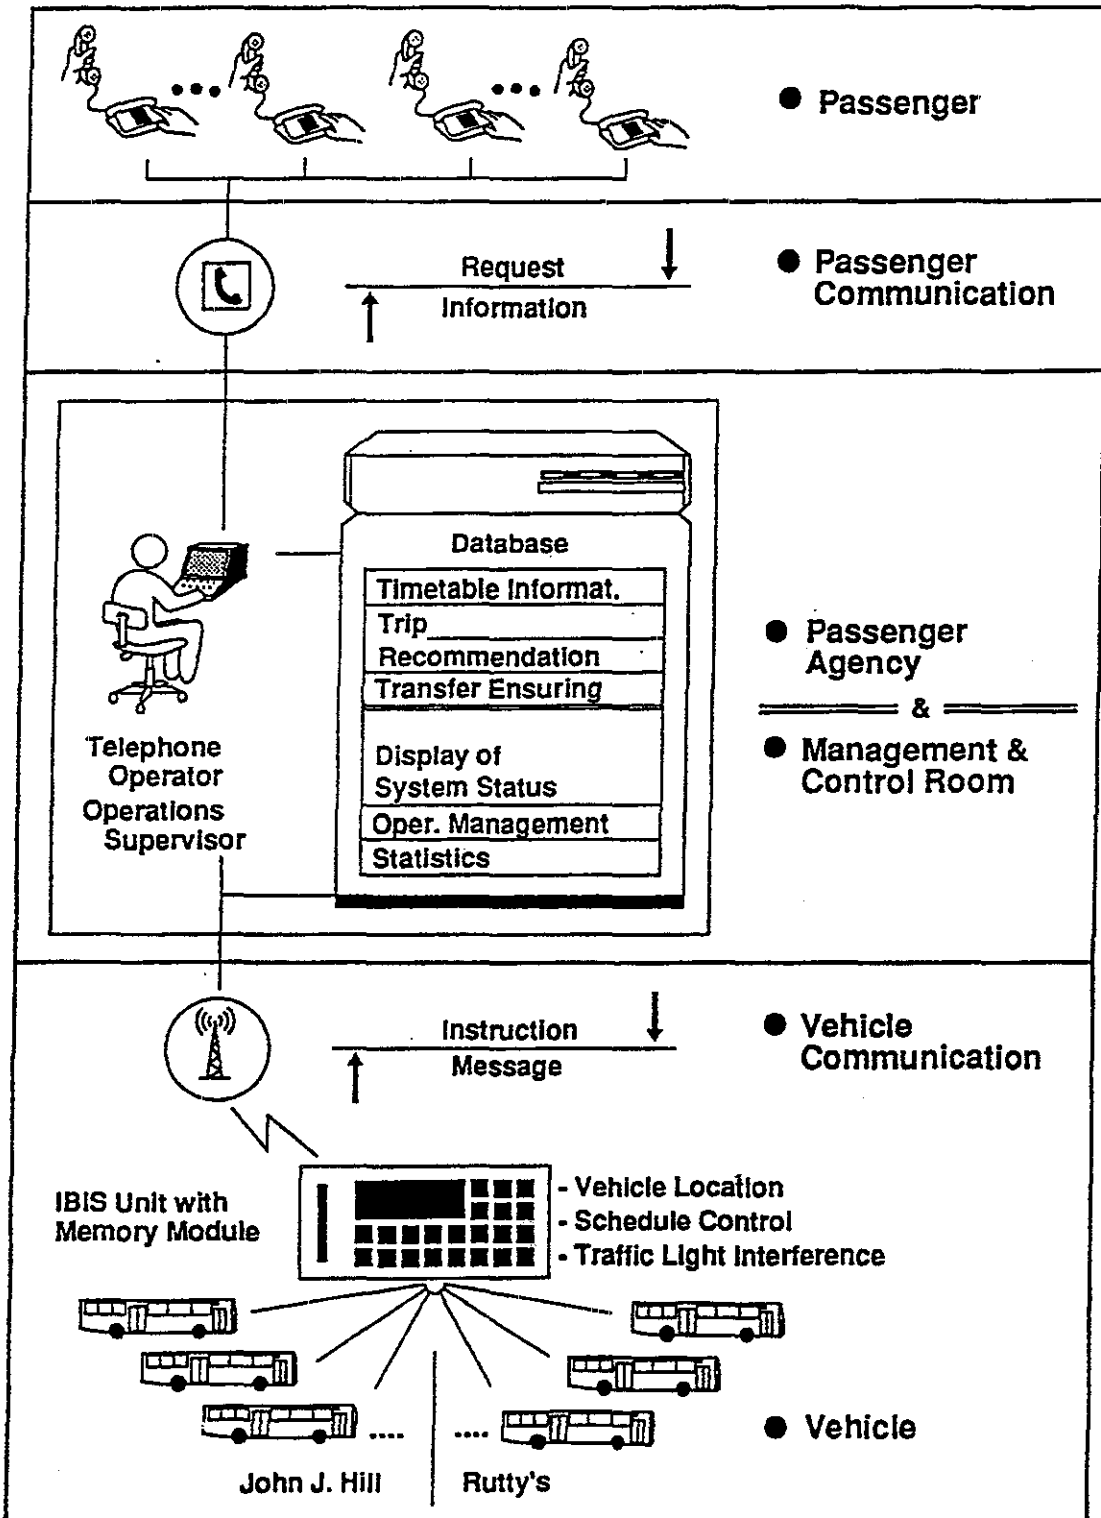 ● Passenger
Request
Information
● Passenger
Communication
Database
Timetable Informat.
Trip
Recommendation
Transfer Ensuring
Display of
System Status
Oper. Management
Statistics
Telephone
Operator
Operations
Supervisor
● Passenger
Agency
&
● Management &
Control Room
Instruction
Message
● Vehicle
Communication
IBIS Unit with
Memory Module
- Vehicle Location
- Schedule Control
- Traffic Light Interference
● Vehicle
John J. Hill
Rutty's